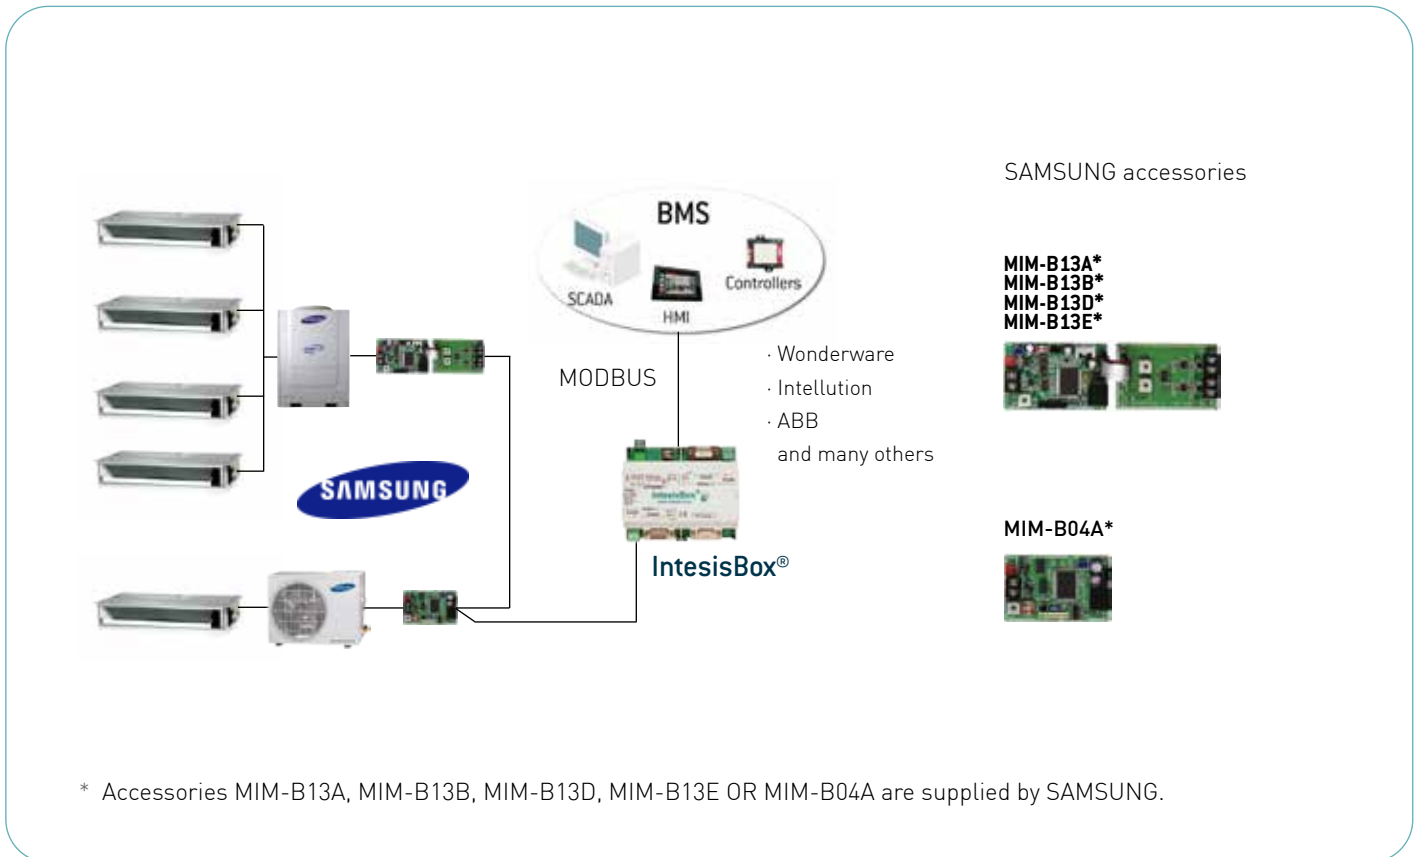 SAMSUNG accessories
BMS
SCADA
HMI
Controllers
MIM-B13A*
MIM-B13B*
MIM-B13D*
MIM-B13E*
MODBUS
· Wonderware
· Intellution
· ABB
and many others
SAMSUNG
IntesisBox
IntesisBox®
MIM-B04A*
* Accessories MIM-B13A, MIM-B13B, MIM-B13D, MIM-B13E OR MIM-B04A are supplied by SAMSUNG.